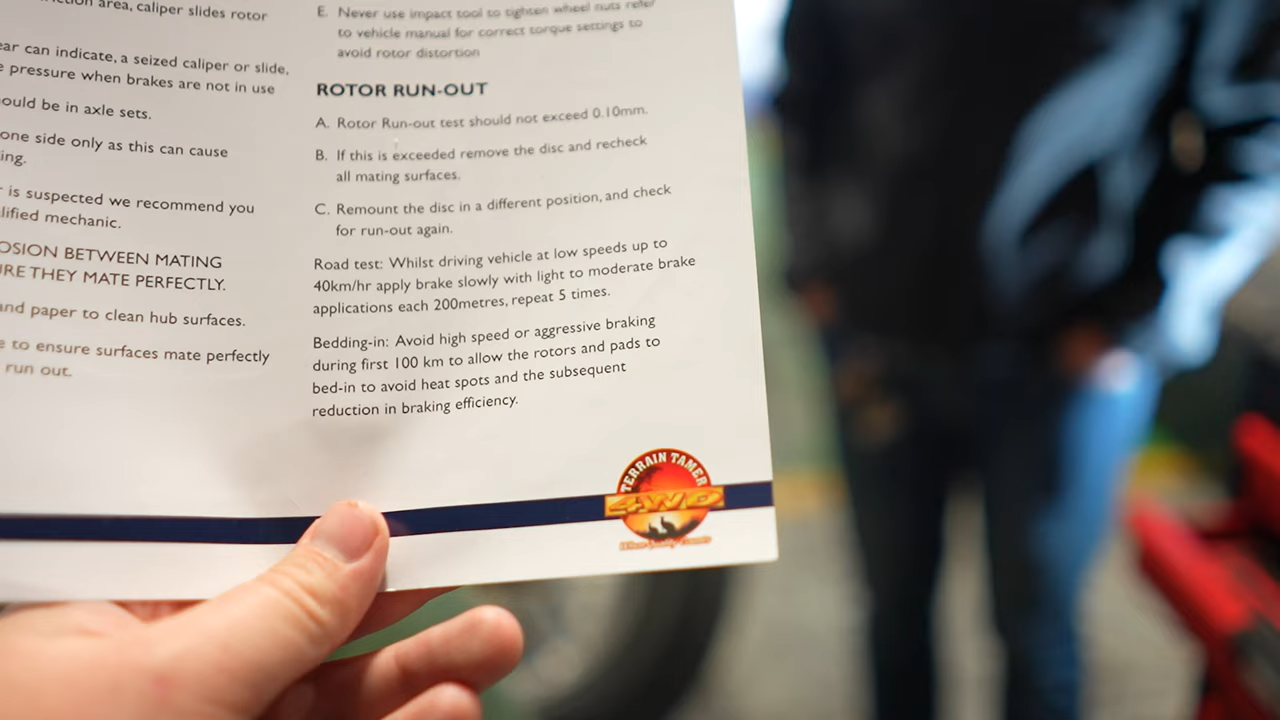 area, caliper slides rotor
ear can indicate, a seized caliper or slide,
e pressure when brakes are not in use
ould be in axle sets.
one side only as this can cause
ing.
r is suspected we recommend you
lified mechanic.
OSION BETWEEN MATING
URE THEY MATE PERFECTLY.
and paper to clean hub surfaces.
e to ensure surfaces mate perfectly
run out.
E. Never use impact tool to tighten wheel nuts refer
to vehicle manual for correct torque settings to
avoid rotor distortion
ROTOR RUN-OUT
A. Rotor Run-out test should not exceed 0.10mm.
B. If this is exceeded remove the disc and recheck
all mating surfaces.
C. Remount the disc in a different position, and check
for run-out again.
Road test: Whilst driving vehicle at low speeds up to
40km/hr apply brake slowly with light to moderate brake
applications each 200metres, repeat 5 times.
Bedding-in: Avoid high speed or aggressive braking
during first 100 km to allow the rotors and pads to
bed-in to avoid heat spots and the subsequent
reduction in braking efficiency.
TERRAIN TAMER
4WD